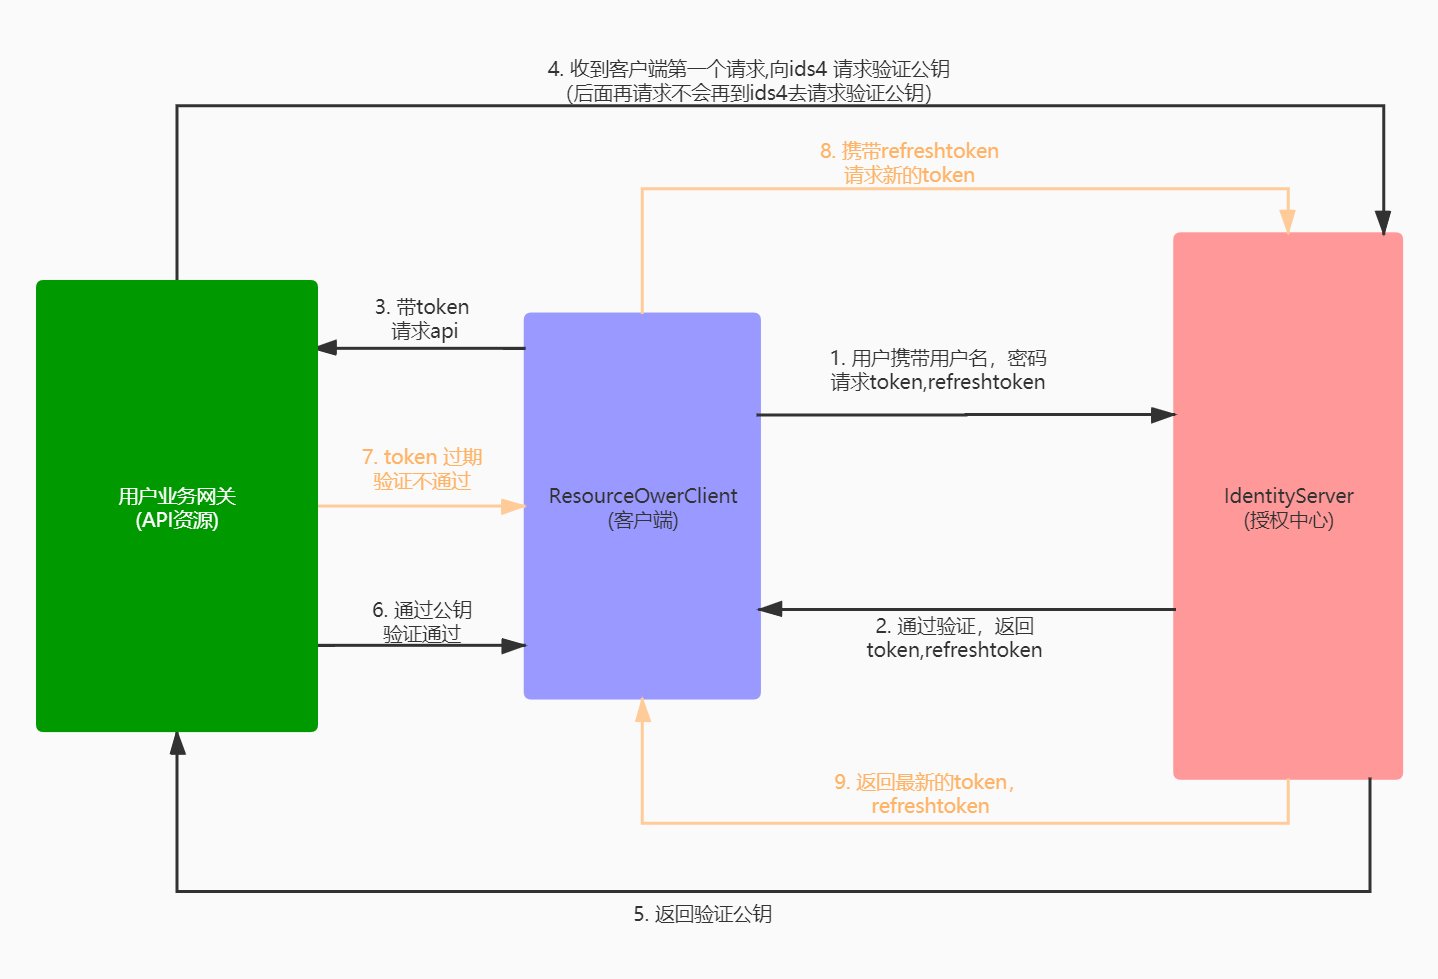 4. 收到客户端第一个请求,向ids4 请求验证公钥
（后面再请求不会再到ids4去请求验证公钥）
8. 携带refreshtoken
请求新的token
3. 带token
请求api
1. 用户携带用户名，密码
请求token,refreshtoken
7. token 过期
验证不通过
用户业务网关
(API资源)
ResourceOwerClient
(客户端)
IdentityServer
(授权中心)
6. 通过公钥
验证通过
2. 通过验证，返回
token,refreshtoken
9. 返回最新的token，
refreshtoken
5. 返回验证公钥